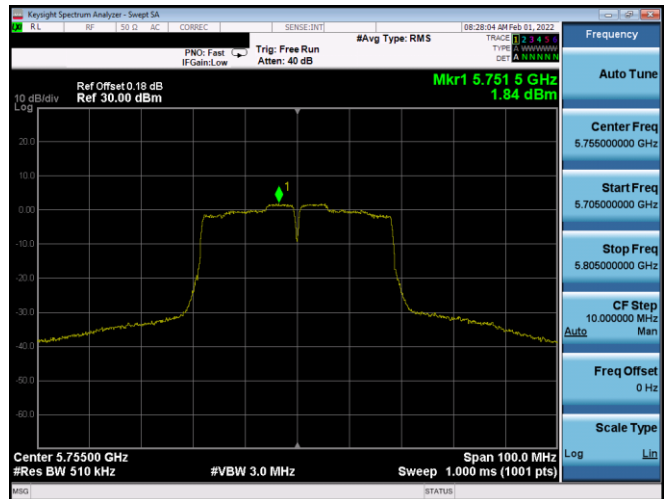 Keysight Spectrum Analyzer - Swept SA
RL RF 50 Ω AC CORREC SENSE:INT 08:28:04 AM Feb 01, 2022
#Avg Type: RMS
TRACE 1 2 3 4 5 6
TYPE A WWWWW
DET A N N N N N
PNO: Fast
IFGain:Low
Trig: Free Run
Atten: 40 dB
Mkr1 5.751 5 GHz
1.84 dBm
Ref Offset 0.18 dB
Ref 30.00 dBm
10 dB/div
Log
20.0
10.0
0.00
-10.0
-20.0
-30.0
-40.0
-50.0
-60.0
1
Center 5.75500 GHz
Span 100.0 MHz
#Res BW 510 kHz
#VBW 3.0 MHz
Sweep 1.000 ms (1001 pts)
MSG
STATUS
Frequency
Auto Tune
Center Freq
5.755000000 GHz
Start Freq
5.705000000 GHz
Stop Freq
5.805000000 GHz
CF Step
10.000000 MHz
Auto Man
Freq Offset
0 Hz
Scale Type
Log Lin